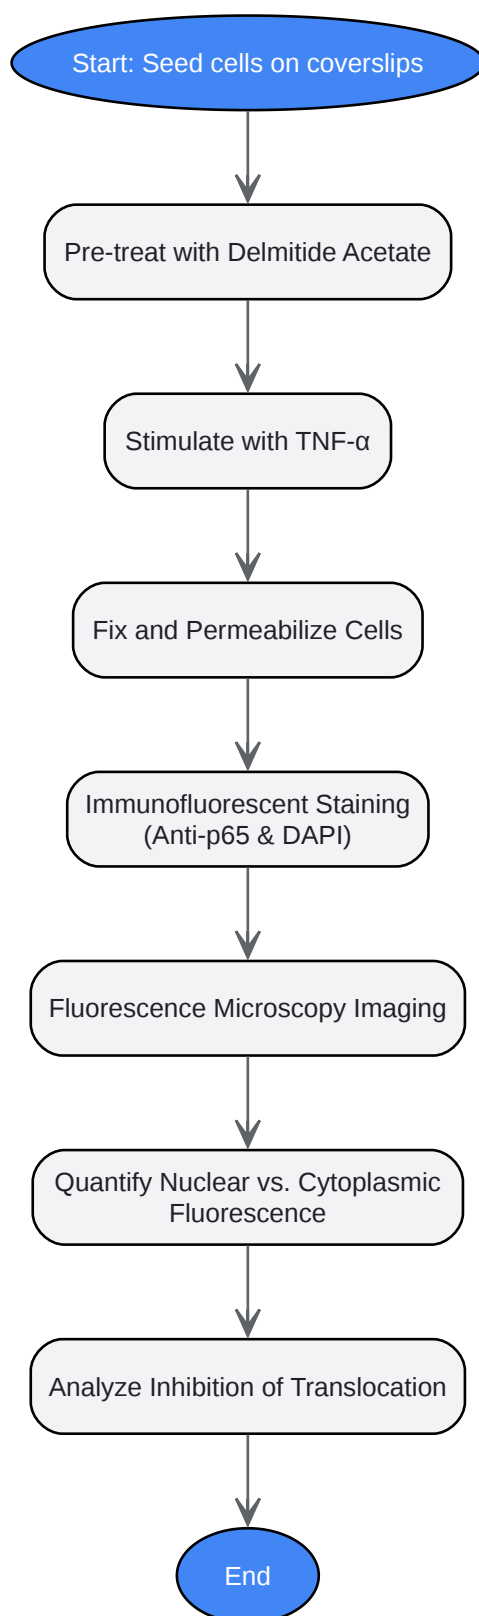 Start: Seed cells on coverslips
Pre-treat with Delmitide Acetate
Stimulate with TNF-α
Fix and Permeabilize Cells
Immunofluorescent Staining
(Anti-p65 & DAPI)
Fluorescence Microscopy Imaging
Quantify Nuclear vs. Cytoplasmic
Fluorescence
Analyze Inhibition of Translocation
End